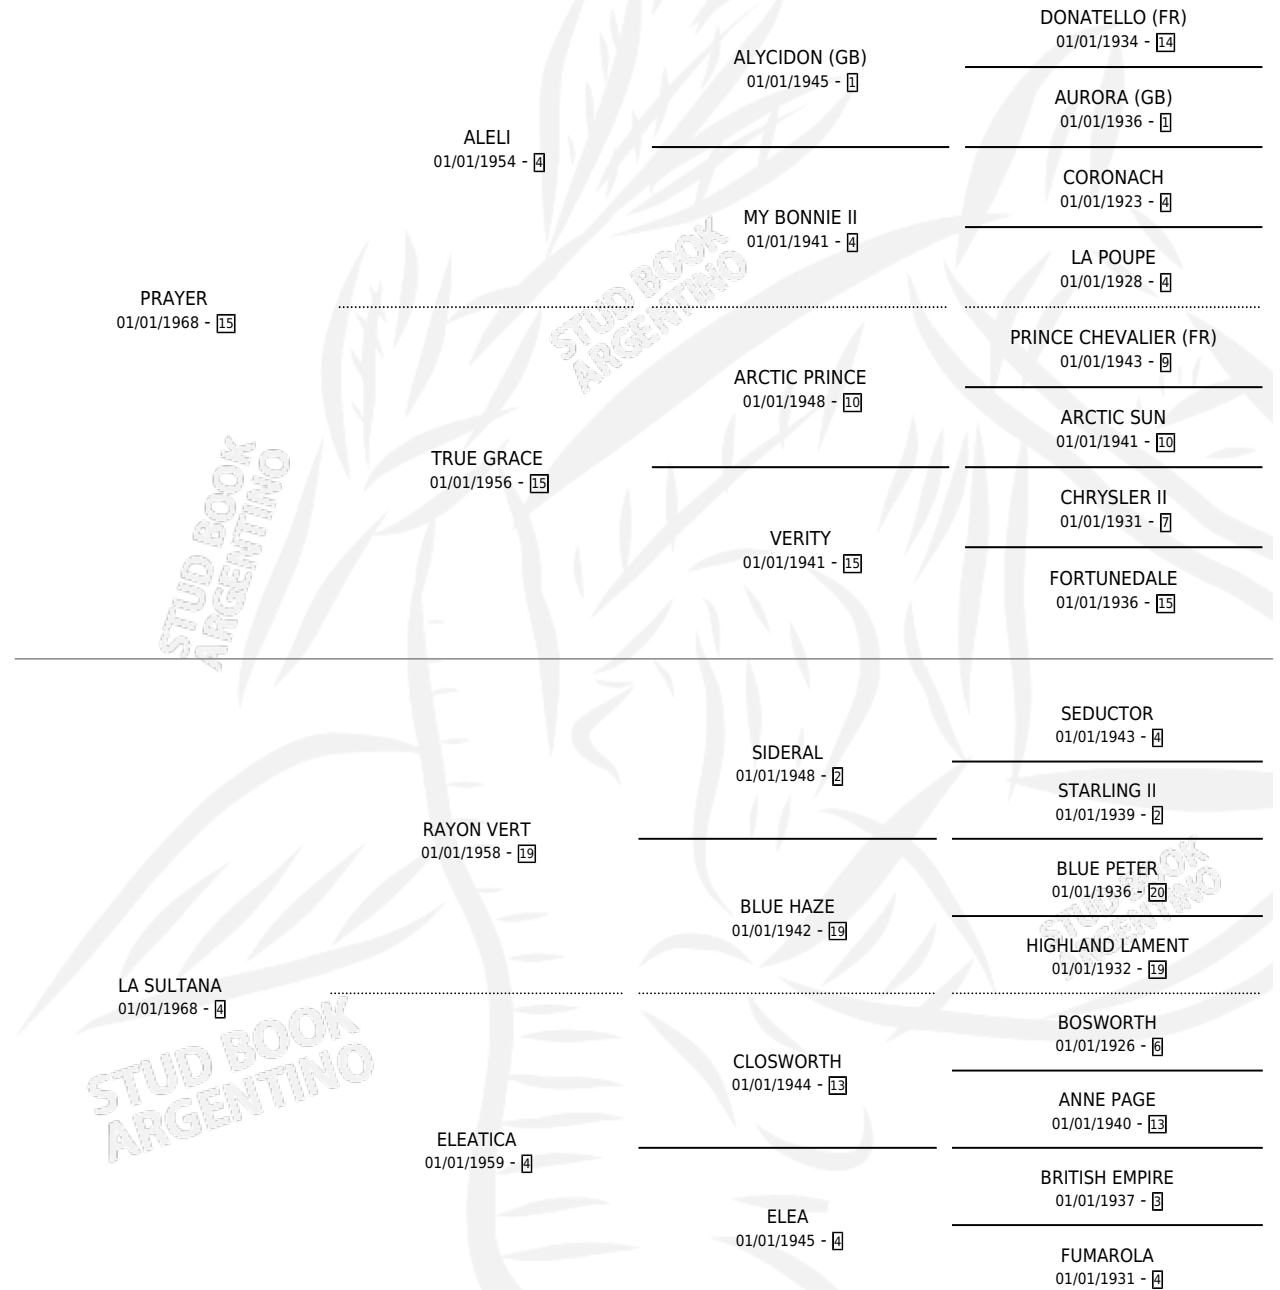 DONATELLO (FR)
01/01/1934 - 14
ALYCIDON (GB)
01/01/1945 - 1
AURORA (GB)
01/01/1936 - 1
ALELI
01/01/1954 - 4
CORONACH
01/01/1923 - 4
MY BONNIE II
01/01/1941 - 4
LA POUPE
01/01/1928 - 4
PRAYER
01/01/1968 - 15
PRINCE CHEVALIER (FR)
01/01/1943 - 9
ARCTIC PRINCE
01/01/1948 - 10
ARCTIC SUN
01/01/1941 - 10
TRUE GRACE
01/01/1956 - 15
CHRYSLER II
01/01/1931 - 7
VERITY
01/01/1941 - 15
FORTUNEDALE
01/01/1936 - 15
SEDUCTOR
01/01/1943 - 4
SIDERAL
01/01/1948 - 2
STARLING II
01/01/1939 - 2
RAYON VERT
01/01/1958 - 19
BLUE PETER
01/01/1936 - 20
BLUE HAZE
01/01/1942 - 19
HIGHLAND LAMENT
01/01/1932 - 19
LA SULTANA
01/01/1968 - 4
BOSWORTH
01/01/1926 - 6
CLOSWORTH
01/01/1944 - 13
ANNE PAGE
01/01/1940 - 13
ELEATICA
01/01/1959 - 4
BRITISH EMPIRE
01/01/1937 - 3
ELEA
01/01/1945 - 4
FUMAROLA
01/01/1931 - 4
STUD BOOK
ARGENTINO
STUD BOOK
ARGENTINO
STUD BOOK
ARGENTINO
STUD BOOK
ARGENTINO